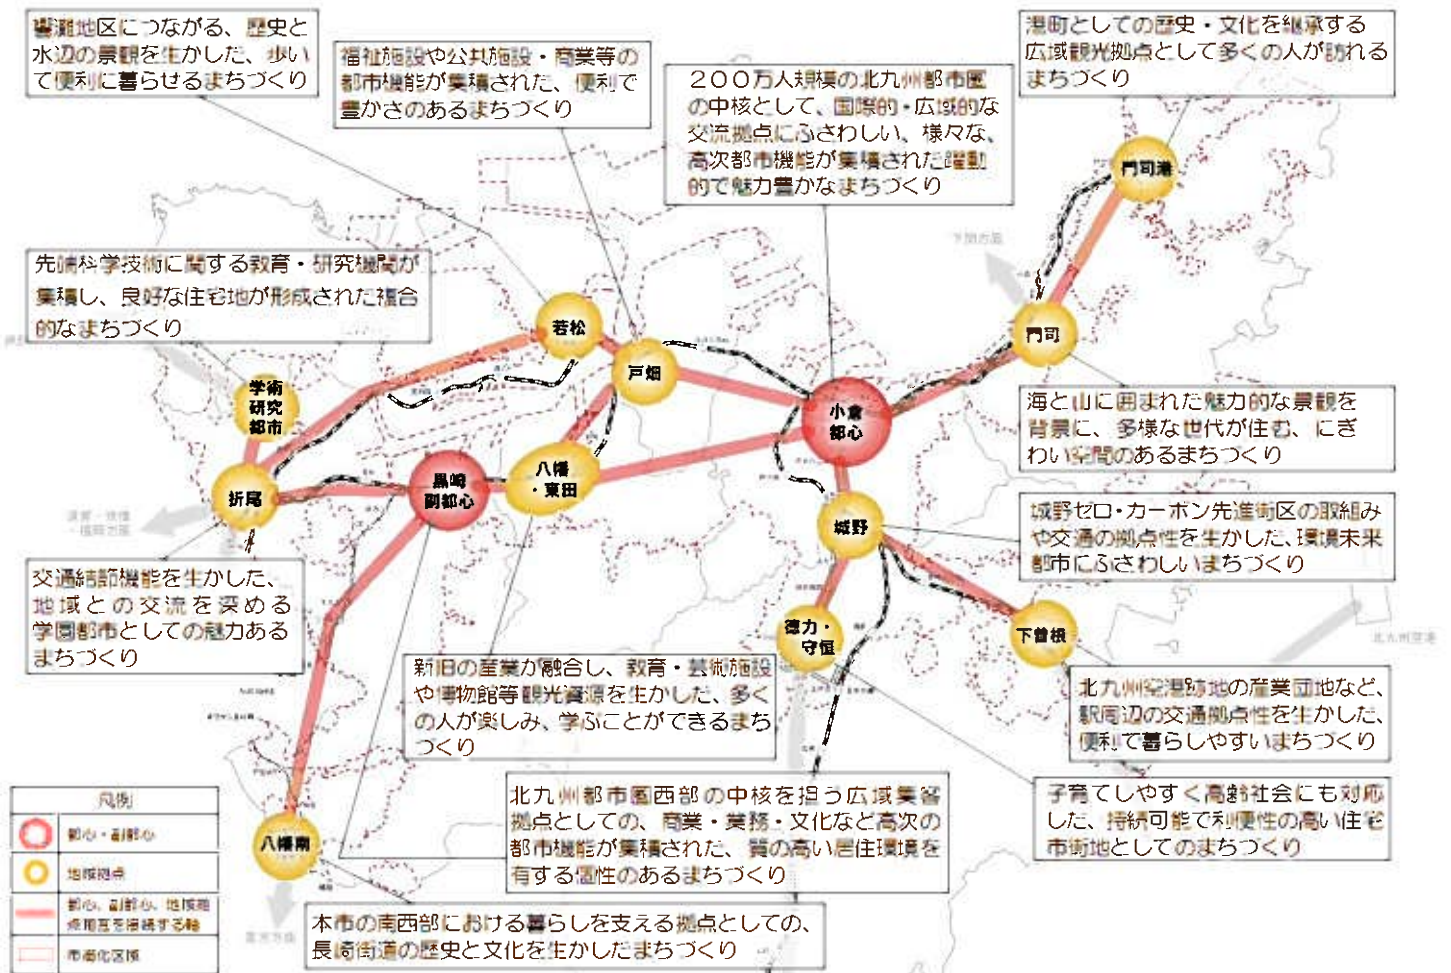 響灘地区につながる、歴史と
水辺の景観を生かした、歩い
て便利に暮らせるまちづくり
福祉施設や公共施設・商業等の
都市機能が集積された、便利で
豊かさのあるまちづくり
200万人規模の北九州都市圏
の中核として、国際的・広域的な
交流拠点にふさわしい、様々な、
高次都市機能が集積された躍動
的で魅力豊かなまちづくり
港町としての歴史・文化を継承する
広域観光拠点として多くの人が訪れる
まちづくり
門司港
下関方面
先端科学技術に関する教育・研究機関が
集積し、良好な住宅地が形成された複合
的なまちづくり
若松
戸畑
門司
学術
研究
都市
小倉
都心
海と山に囲まれた魅力的な景観を
背景に、多様な世代が住む、にぎ
わい空間のあるまちづくり
折尾
黒崎
副都心
八幡
・東田
城野
城野ゼロ・カーボン先進街区の取組み
や交通の拠点性を生かした、環境未来
都市にふさわしいまちづくり
交通結節機能を生かした、
地域との交流を深める
学園都市としての魅力ある
まちづくり
徳力・
守恒
下曽根
北九州空港
新旧の産業が融合し、教育・芸術施設
や博物館等観光資源を生かした、多く
の人が楽しみ、学ぶことができるまち
づくり
北九州空港跡地の産業団地など、
駅周辺の交通拠点性を生かした、
便利で暮らしやすいまちづくり
北九州都市圏西部の中核を担う広域集客
拠点としての、商業・業務・文化など高次の
都市機能が集積された、質の高い居住環境を
有する個性のあるまちづくり
子育てしやすく高齢社会にも対応
した、持続可能で利便性の高い住宅
市街地としてのまちづくり
八幡南
本市の南西部における暮らしを支える拠点としての、
長崎街道の歴史と文化を生かしたまちづくり
直方方面
凡例
都心・副都心
地域拠点
都心、副都心、地域拠
点相互を接続する軸
市街化区域